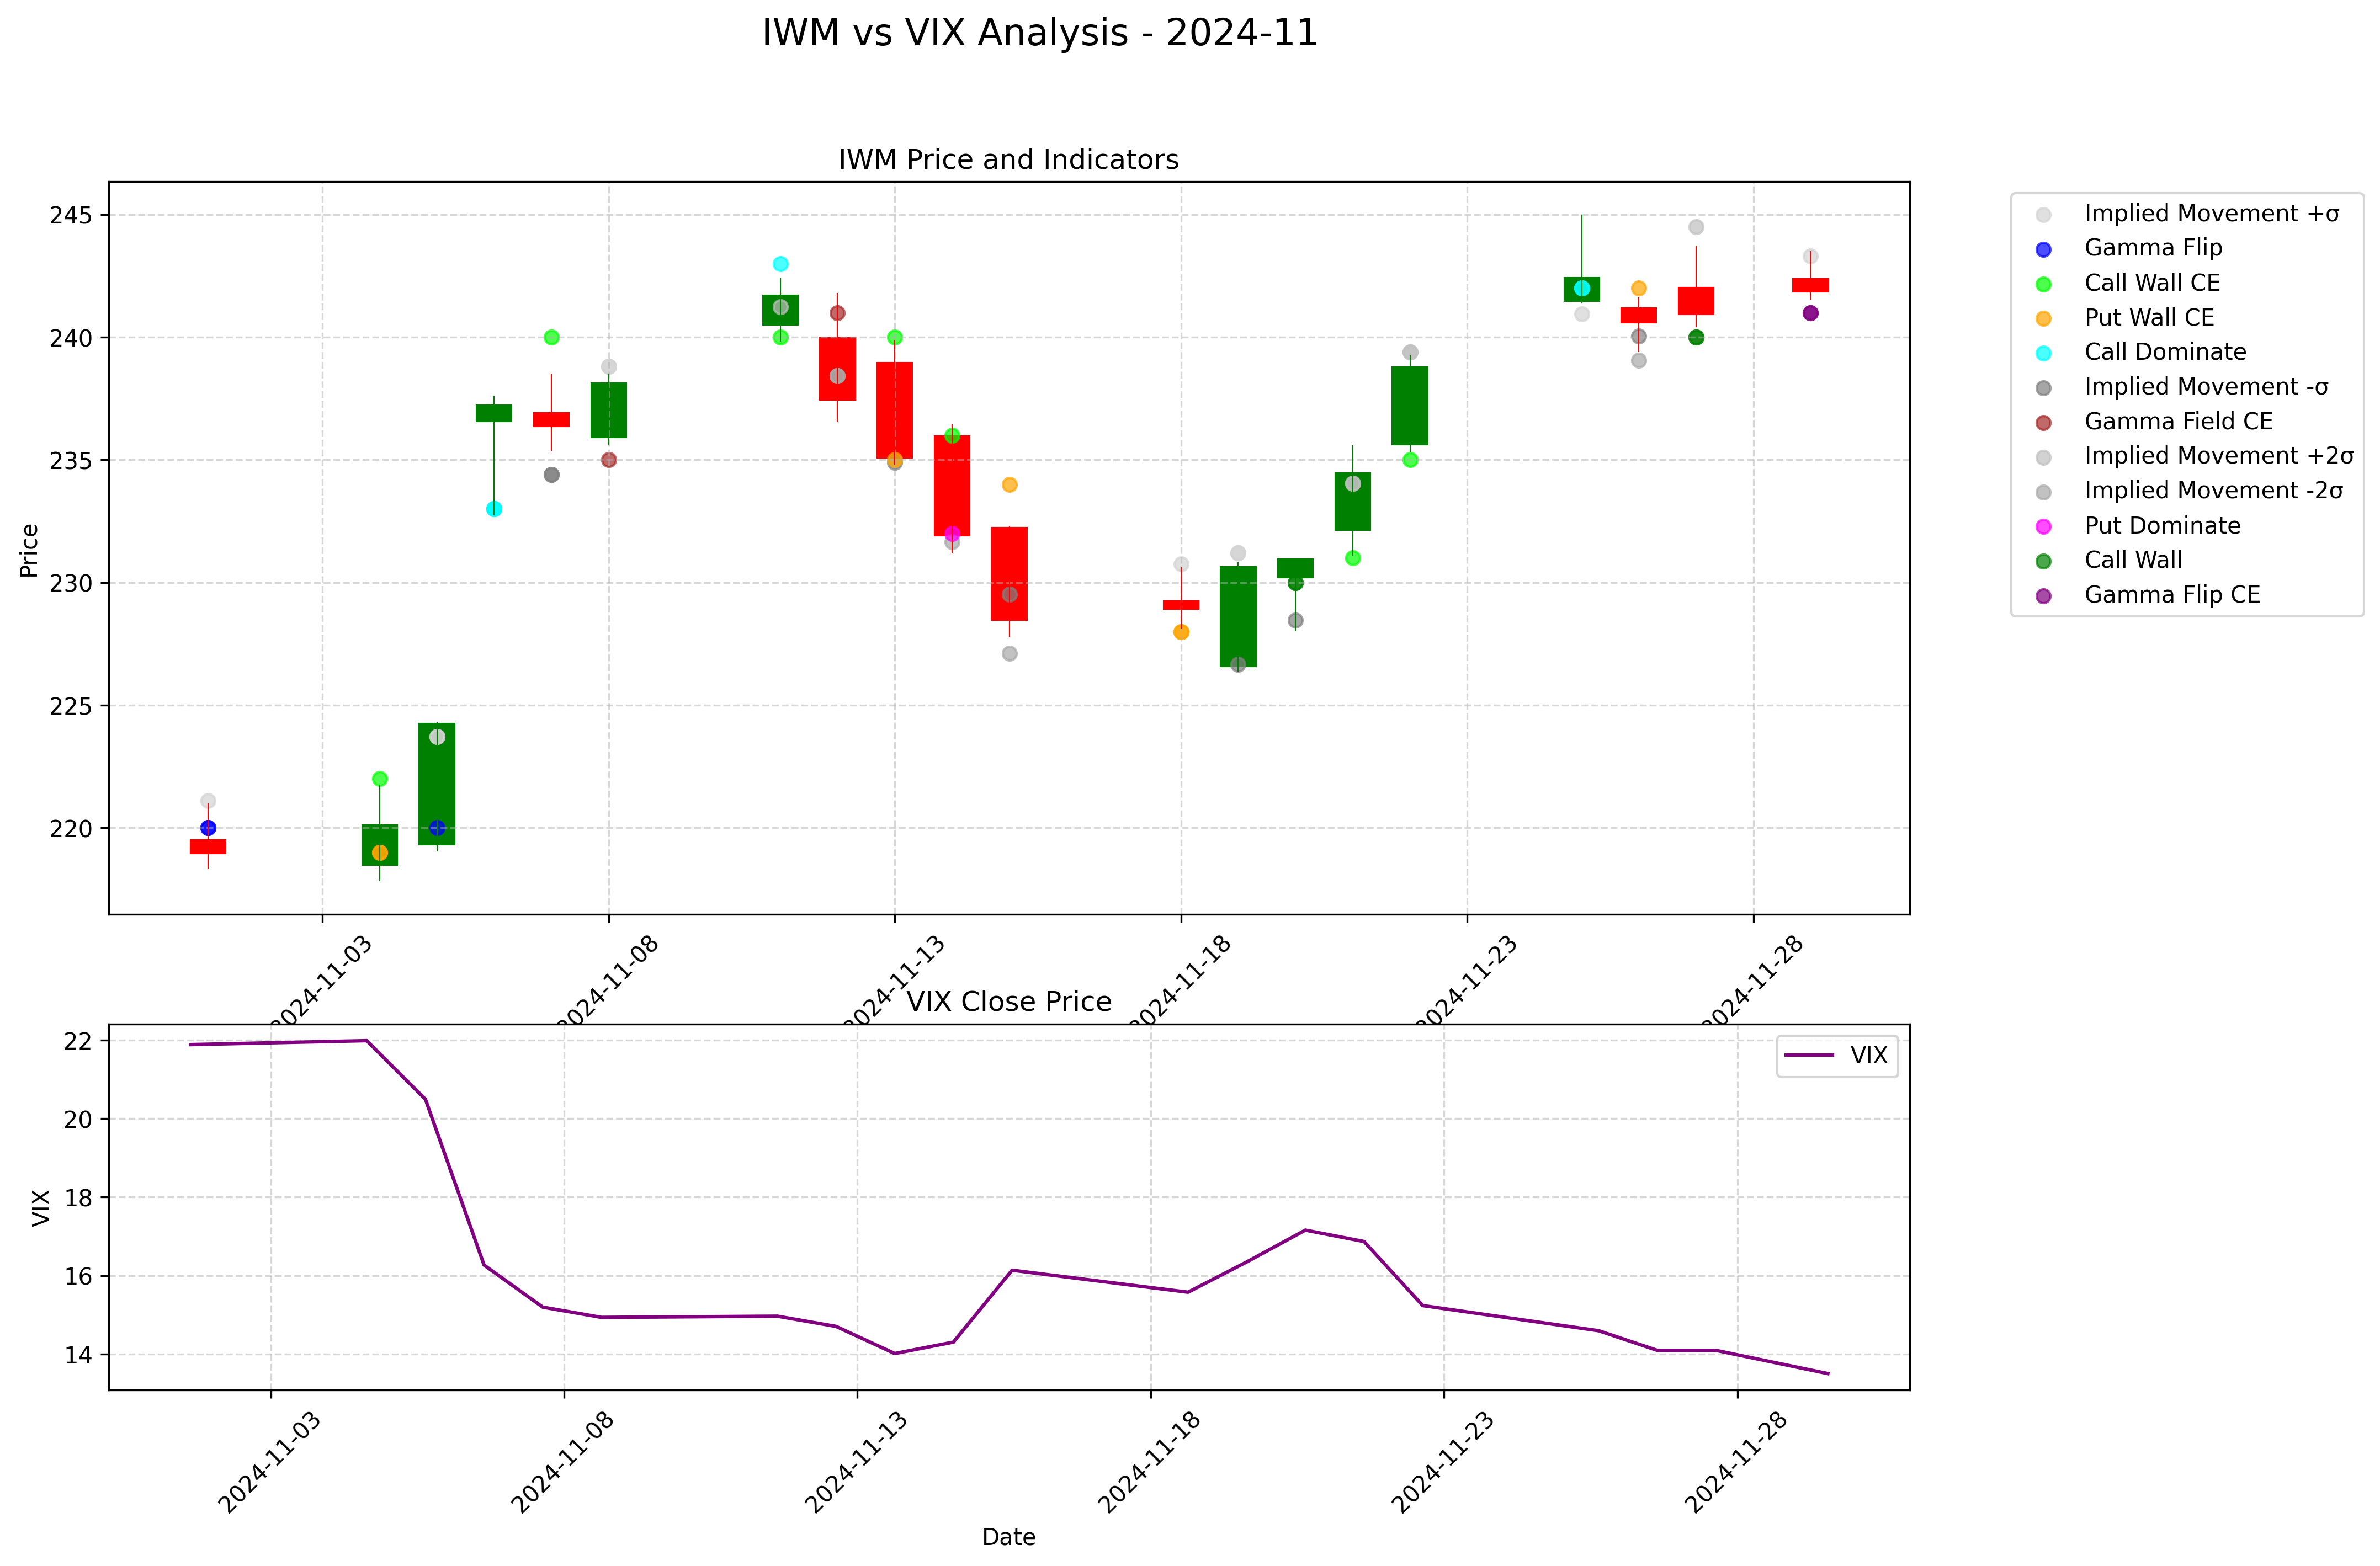 IWM vs VIX Analysis - 2024-11
IWM Price and Indicators
245
240
235
230
225
220
Price
2024-11-03
2024-11-08
2024-11-13
2024-11-18
2024-11-23
2024-11-28
Implied Movement +σ
Gamma Flip
Call Wall CE
Put Wall CE
Call Dominate
Implied Movement -σ
Gamma Field CE
Implied Movement +2σ
Implied Movement -2σ
Put Dominate
Call Wall
Gamma Flip CE
VIX Close Price
22
20
18
16
14
VIX
VIX
2024-11-03
2024-11-08
2024-11-13
2024-11-18
2024-11-23
2024-11-28
Date